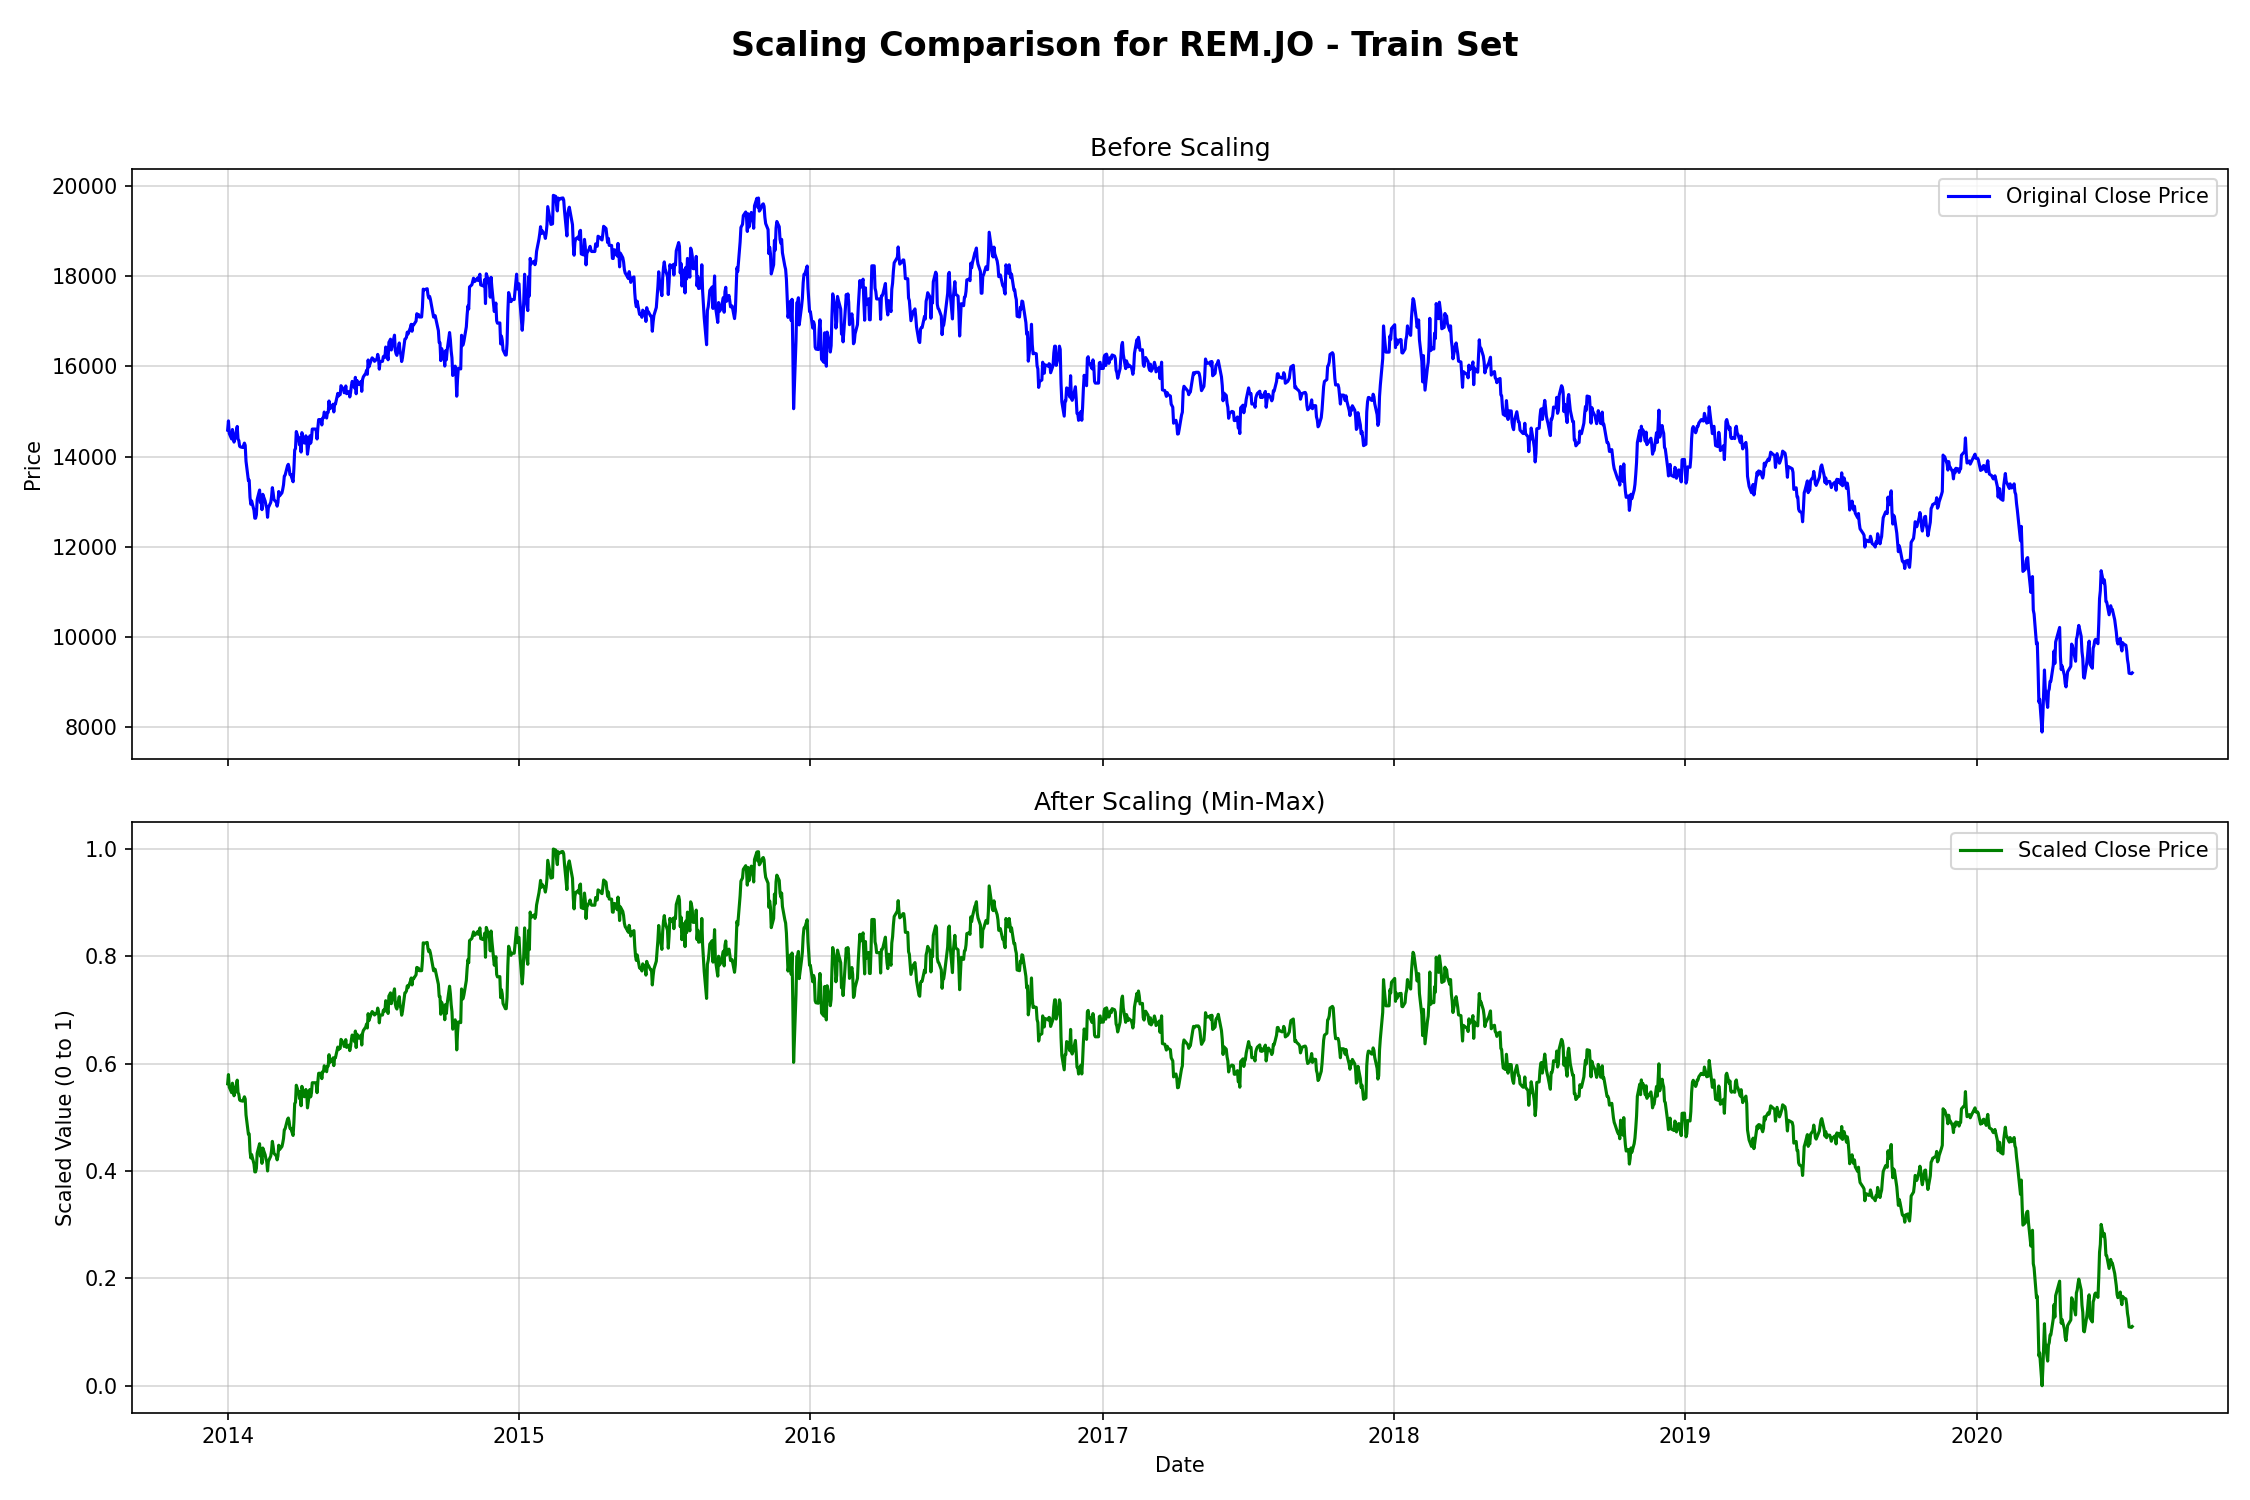 Scaling Comparison for REM.JO - Train Set
Before Scaling
Original Close Price
Price
20000
18000
16000
14000
12000
10000
8000
After Scaling (Min-Max)
Scaled Close Price
Scaled Value (0 to 1)
1.0
0.8
0.6
0.4
0.2
0.0
2014 2015 2016 2017 2018 2019 2020
Date